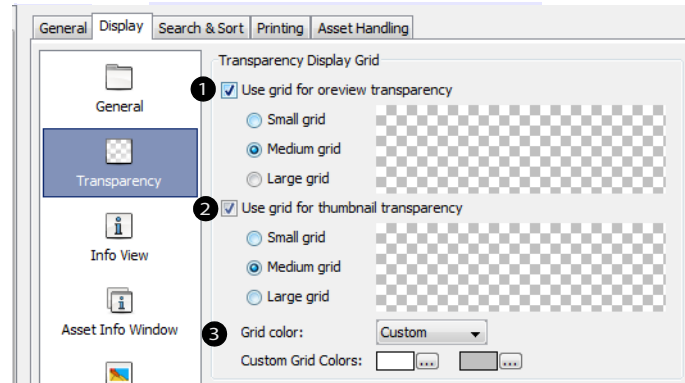 General Display Search & Sort Printing Asset Handling
General
Transparency
Info View
Asset Info Window
Transparency Display Grid
1 Use grid for oreview transparency
Small grid
Medium grid
Large grid
2 Use grid for thumbnail transparency
Small grid
Medium grid
Large grid
3 Grid color: Custom
Custom Grid Colors: ... ...